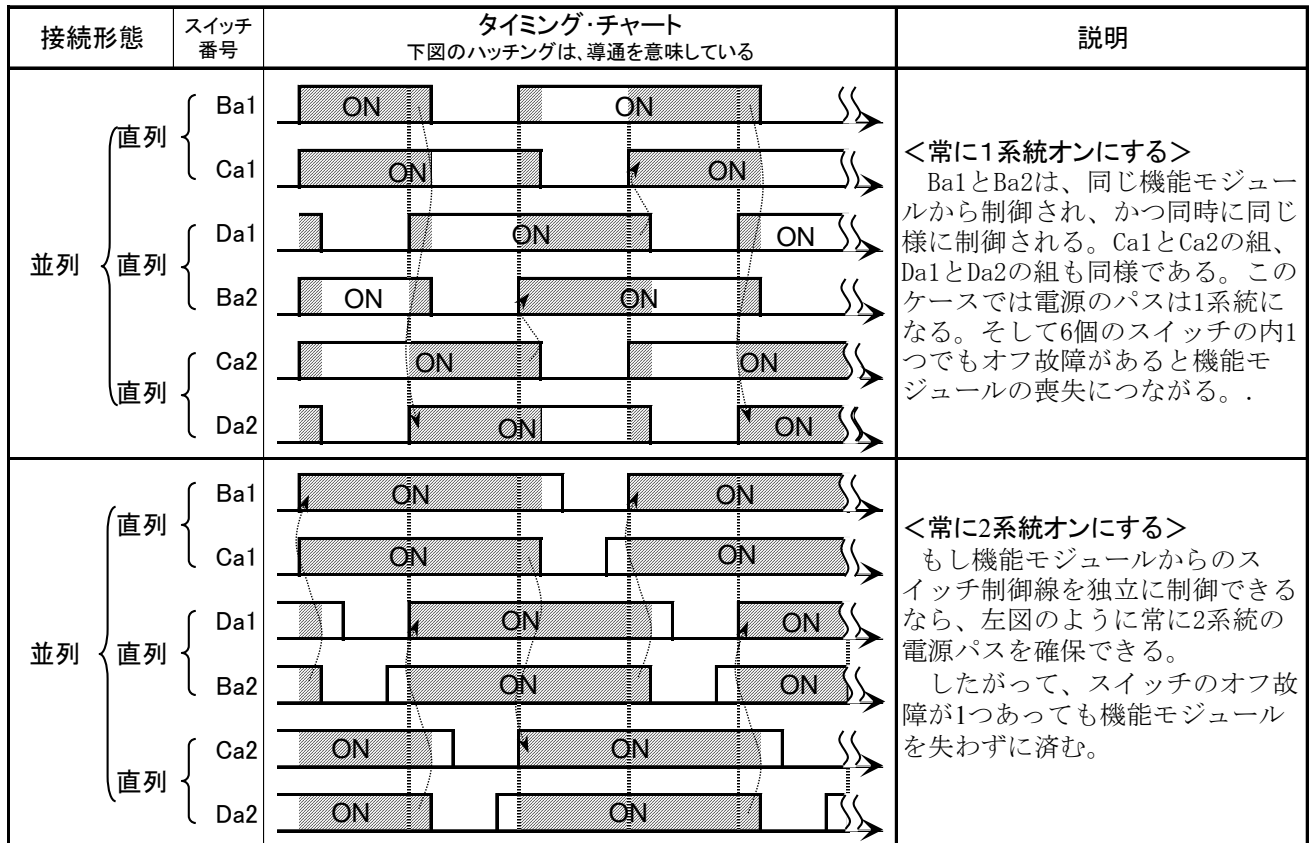 接続形態
スイッチ
番号
タイミング・チャート
下図のハッチングは、導通を意味している
説明
並列
直列
Ba1
ON
ON
Ca1
ON
ON
直列
Da1
ON
ON
Ba2
ON
ON
直列
Ca2
ON
ON
Da2
ON
ON
＜常に１系統オンにする＞
Ba1とBa2は、同じ機能モジュー
ルから制御され、かつ同時に同じ
様に制御される。Ca1とCa2の組、
Da1とDa2の組も同様である。この
ケースでは電源のパスは1系統に
なる。そして6個のスイッチの内1
つでもオフ故障があると機能モ
ジュールの喪失につながる。.
並列
直列
Ba1
ON
ON
Ca1
ON
ON
直列
Da1
ON
ON
Ba2
ON
ON
直列
Ca2
ON
ON
Da2
ON
ON
＜常に2系統オンにする＞
もし機能モジュールからのス
イッチ制御線を独立に制御できる
なら、左図のように常に2系統の
電源パスを確保できる。
したがって、スイッチのオフ故
障が1つあっても機能モジュール
を失わずに済む。